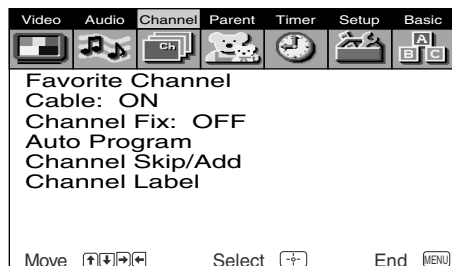 Video Audio Channel Parent Timer Setup Basic
Ch A B C
Favorite Channel
Cable: ON
Channel Fix: OFF
Auto Program
Channel Skip/Add
Channel Label
Move ↑↓→← Select End MENU